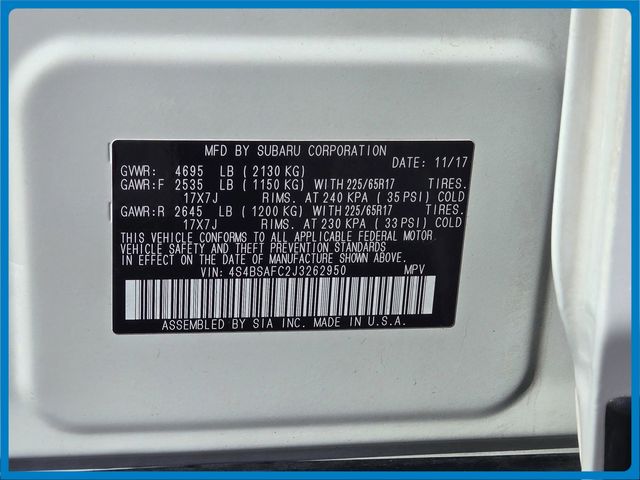 MFD BY SUBARU CORPORATION
DATE: 11/17
GVWR: 4695 LB ( 2130 KG)
GAWR:F 2535 LB ( 1150 KG) WITH 225/65R17 TIRES.
17X7J RIMS. AT 240 KPA ( 35 PSI) COLD
GAWR:R 2645 LB ( 1200 KG) WITH 225/65R17 TIRES.
17X7J RIMS. AT 230 KPA ( 33 PSI) COLD
THIS VEHICLE CONFORMS TO ALL APPLICABLE FEDERAL MOTOR
VEHICLE SAFETY AND THEFT PREVENTION STANDARDS
IN EFFECT ON THE DATE OF MANUFACTURE SHOWN ABOVE.
VIN: 4S4BSAFC2J3262950 MPV
ASSEMBLED BY SIA INC. MADE IN U.S.A.